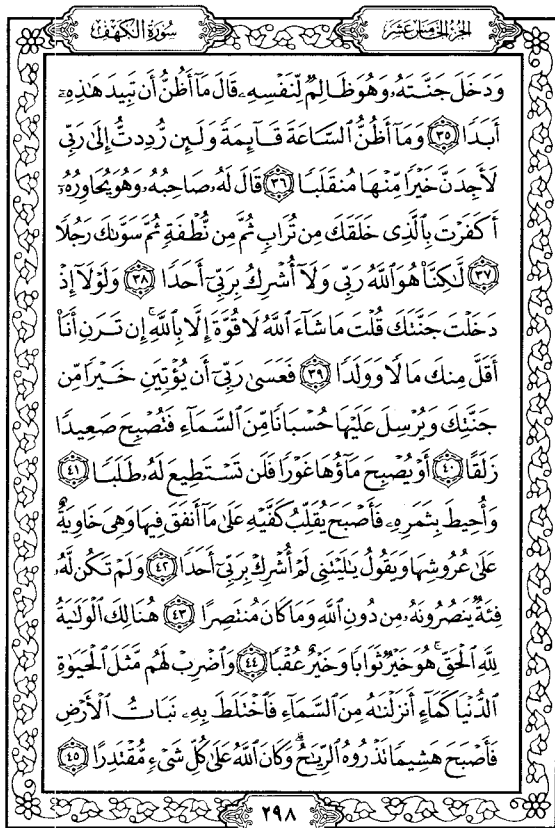 الجزء الخامس عشر
سورة الكهف
وَدَخَلَ جَنَّتَهُۥ وَهُوَ ظَالِمٌ لِّنَفْسِهِۦ قَالَ مَآ أَظُنُّ أَن تَبِيدَ هَٰذِهِۦٓ
أَبَدًا ٣٥ وَمَآ أَظُنُّ ٱلسَّاعَةَ قَآئِمَةً وَلَئِن رُّدِدتُّ إِلَىٰ رَبِّى
لَأَجِدَنَّ خَيْرًا مِّنْهَا مُنقَلَبًا ٣٦ قَالَ لَهُۥ صَاحِبُهُۥ وَهُوَ يُحَاوِرُهُۥٓ
أَكَفَرْتَ بِٱلَّذِى خَلَقَكَ مِن تُرَابٍ ثُمَّ مِن نُّطْفَةٍ ثُمَّ سَوَّىٰكَ رَجُلًا
٣٧ لَّٰكِنَّا۠ هُوَ ٱللَّهُ رَبِّى وَلَآ أُشْرِكُ بِرَبِّىٓ أَحَدًا ٣٨ وَلَوْلَآ إِذْ
دَخَلْتَ جَنَّتَكَ قُلْتَ مَا شَآءَ ٱللَّهُ لَا قُوَّةَ إِلَّا بِٱللَّهِ ۚ إِن تَرَنِ أَنَا۠
أَقَلَّ مِنكَ مَالًا وَوَلَدًا ٣٩ فَعَسَىٰ رَبِّىٓ أَن يُؤْتِيَنِ خَيْرًا مِّن
جَنَّتِكَ وَيُرْسِلَ عَلَيْهَا حُسْبَانًا مِّنَ ٱلسَّمَآءِ فَتُصْبِحَ صَعِيدًا
زَلَقًا ٤٠ أَوْ يُصْبِحَ مَآؤُهَا غَوْرًا فَلَن تَسْتَطِيعَ لَهُۥ طَلَبًا ٤١
وَأُحِيطَ بِثَمَرِهِۦ فَأَصْبَحَ يُقَلِّبُ كَفَّيْهِ عَلَىٰ مَآ أَنفَقَ فِيهَا وَهِىَ خَاوِيَةٌ
عَلَىٰ عُرُوشِهَا وَيَقُولُ يَٰلَيْتَنِى لَمْ أُشْرِكْ بِرَبِّىٓ أَحَدًا ٤٢ وَلَمْ تَكُن لَّهُۥ
فِئَةٌ يَنصُرُونَهُۥ مِن دُونِ ٱللَّهِ وَمَا كَانَ مُنتَصِرًا ٤٣ هُنَالِكَ ٱلْوَلَٰيَةُ
لِلَّهِ ٱلْحَقِّ ۚ هُوَ خَيْرٌ ثَوَابًا وَخَيْرٌ عُقْبًا ٤٤ وَٱضْرِبْ لَهُم مَّثَلَ ٱلْحَيَوٰةِ
ٱلدُّنْيَا كَمَآءٍ أَنزَلْنَٰهُ مِنَ ٱلسَّمَآءِ فَٱخْتَلَطَ بِهِۦ نَبَاتُ ٱلْأَرْضِ
فَأَصْبَحَ هَشِيمًا تَذْرُوهُ ٱلرِّيَٰحُ ۗ وَكَانَ ٱللَّهُ عَلَىٰ كُلِّ شَىْءٍ مُّقْتَدِرًا ٤٥
٢٩٨